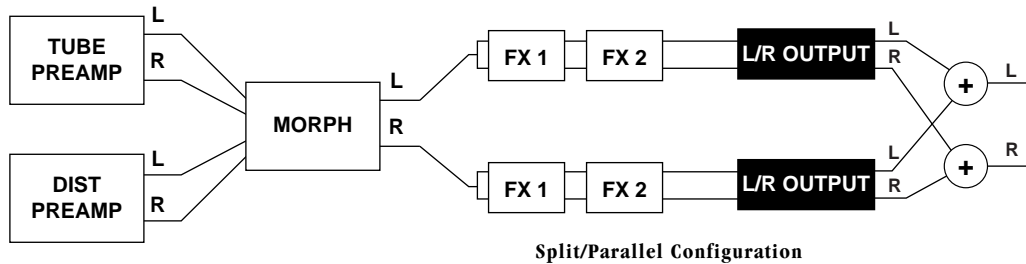 TUBE
PREAMP
L
R
DIST
PREAMP
L
R
MORPH
L
R
FX 1
FX 2
L/R OUTPUT
L
R
FX 1
FX 2
L/R OUTPUT
L
R
+
L
+
R
Split/Parallel Configuration